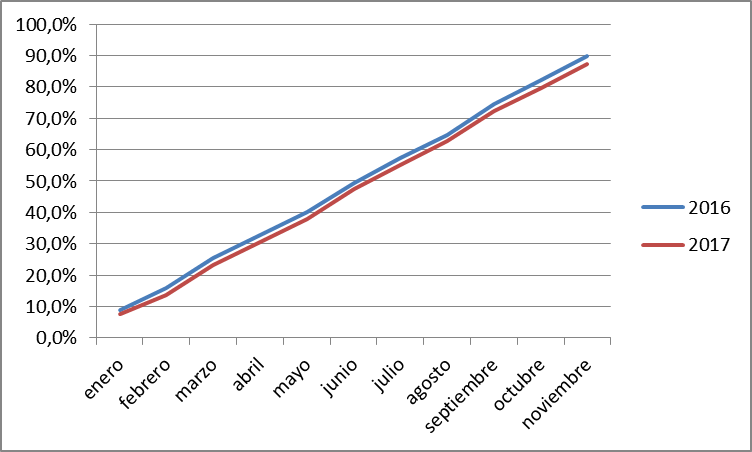 100,0%
90,0%
80,0%
70,0%
60,0%
50,0%
40,0%
30,0%
20,0%
10,0%
0,0%
enero
febrero
marzo
abril
mayo
junio
julio
agosto
septiembre
octubre
noviembre
2016
2017